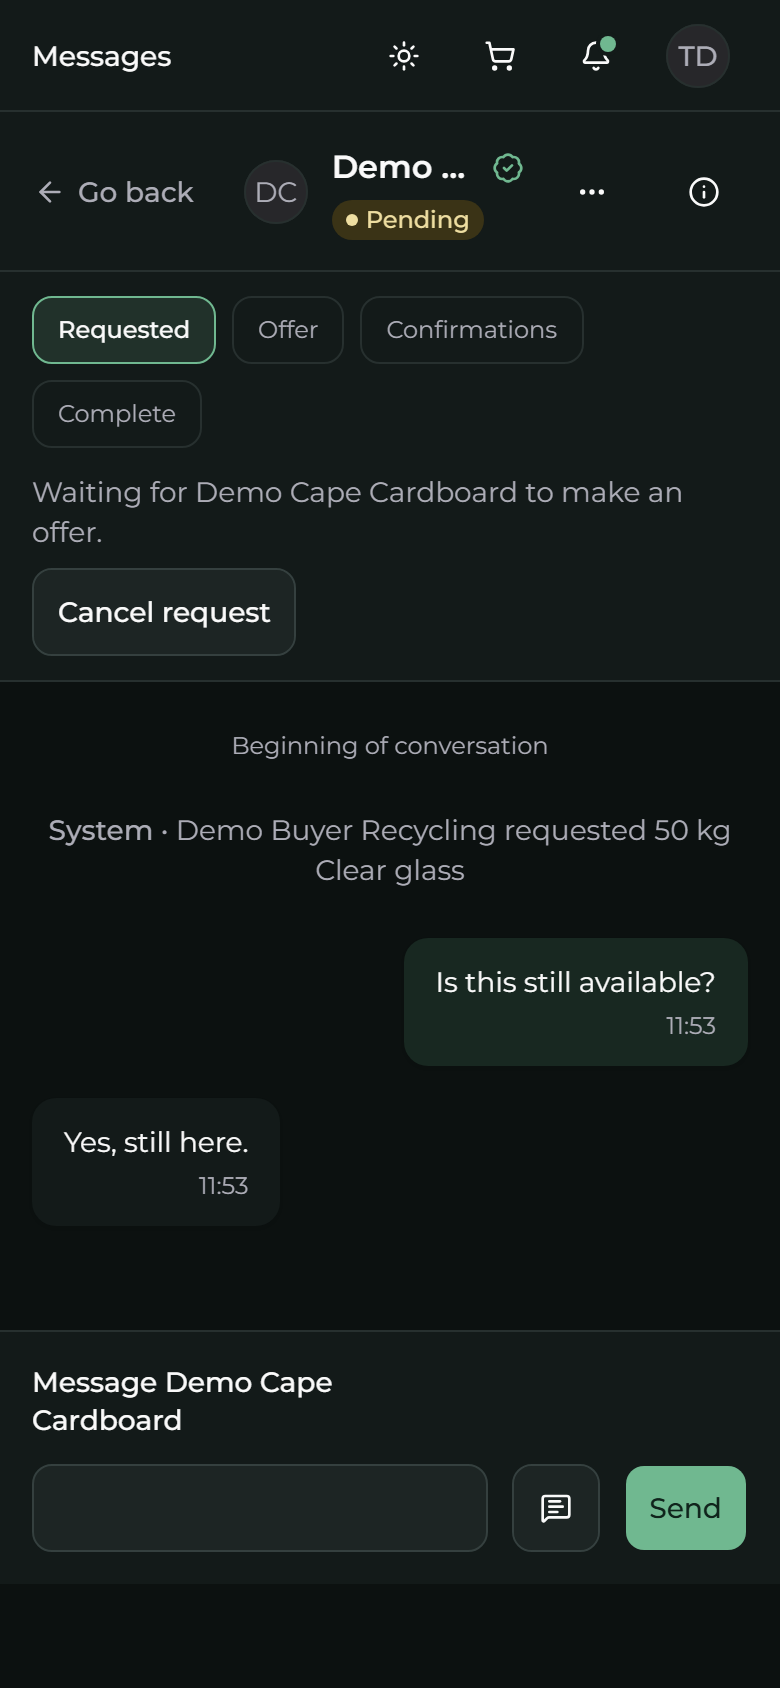 Messages
TD
Go back
DC
Demo ...
Pending
Requested
Offer
Confirmations
Complete
Waiting for Demo Cape Cardboard to make an
offer.
Cancel request
Beginning of conversation
System · Demo Buyer Recycling requested 50 kg
Clear glass
Is this still available?
11:53
Yes, still here.
11:53
Message Demo Cape
Cardboard
Send